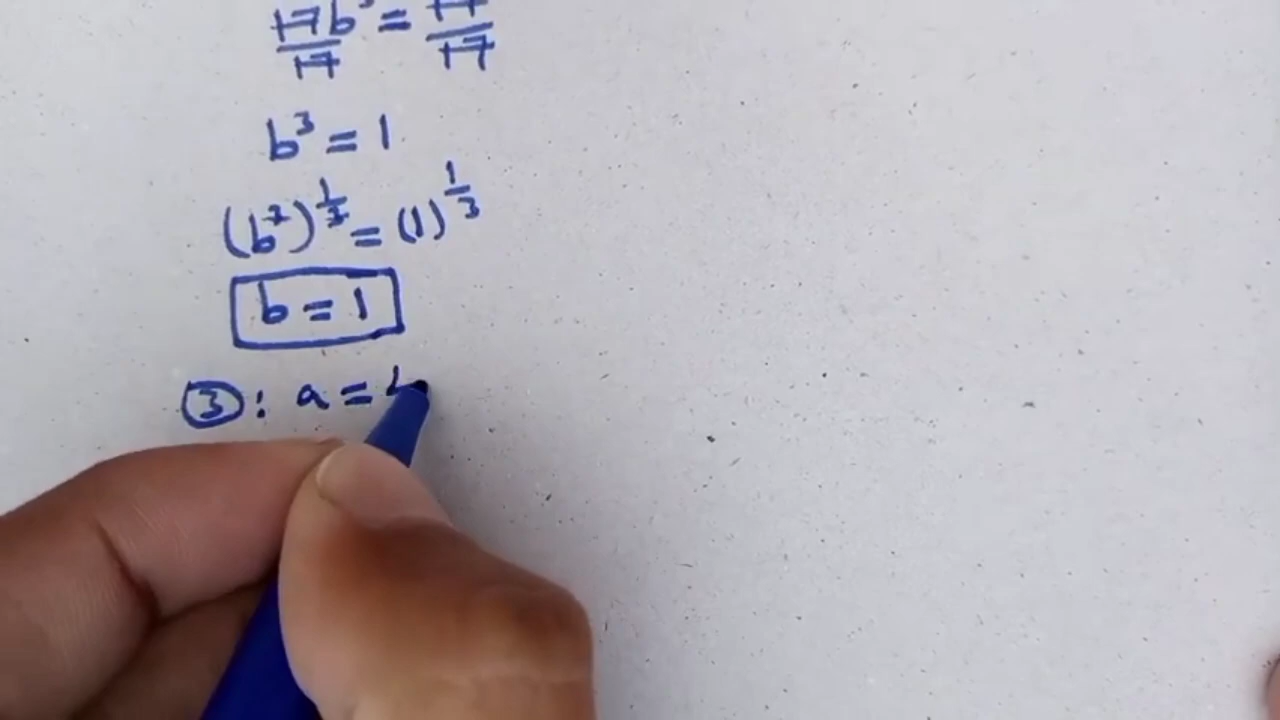 17b³ = 17
17 17
b³ = 1
(b³)^(1/3) = (1)^(1/3)
b = 1
③: a =